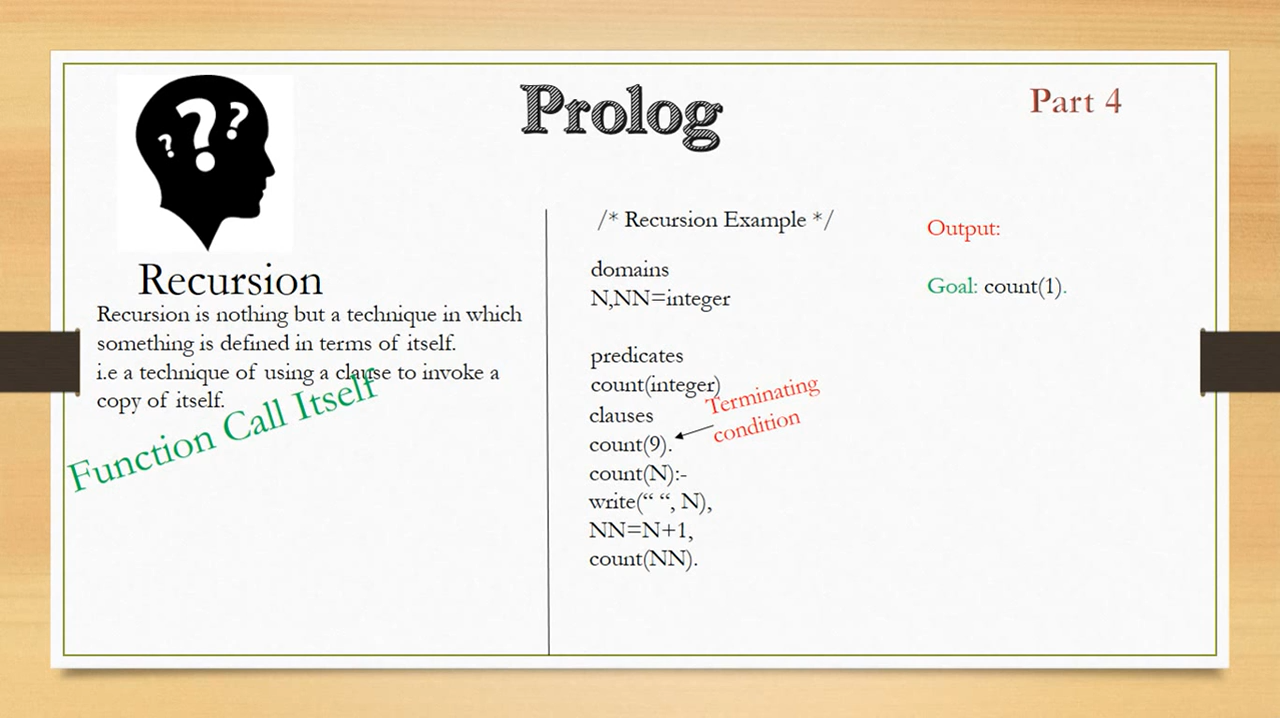 Prolog
Part 4
? ? ?
Recursion
Recursion is nothing but a technique in which
something is defined in terms of itself.
i.e a technique of using a clause to invoke a
copy of itself.
Function Call Itself
/* Recursion Example */
domains
N,NN=integer
predicates
count(integer)
clauses
count(9).
Terminating
condition
count(N):-
write(“ “, N),
NN=N+1,
count(NN).
Output:
Goal: count(1).